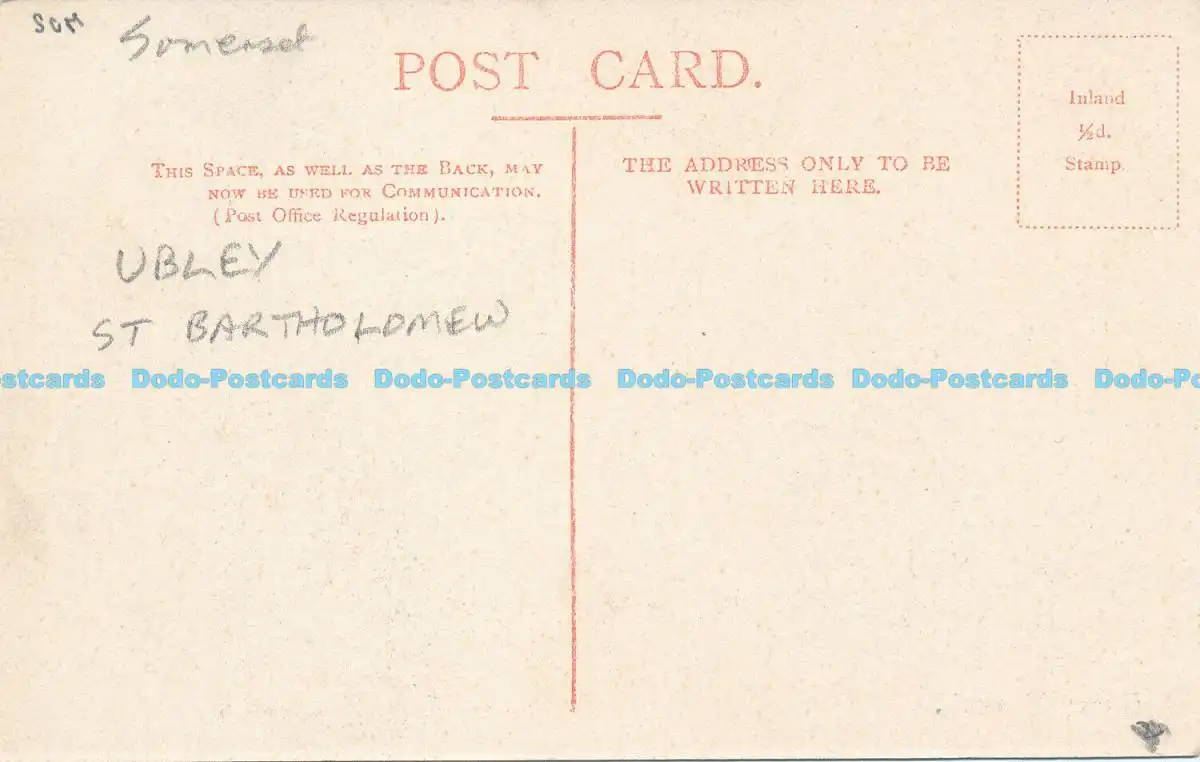 SOM
Somerset
POST CARD.
Inland
½d.
Stamp.
THIS SPACE, AS WELL AS THE BACK, MAY
NOW BE USED FOR COMMUNICATION.
(Post Office Regulation).
THE ADDRESS ONLY TO BE
WRITTEN HERE.
UBLEY
ST BARTHOLOMEW
stcards Dodo-Postcards Dodo-Postcards Dodo-Postcards Dodo-Postcards Dodo-Po